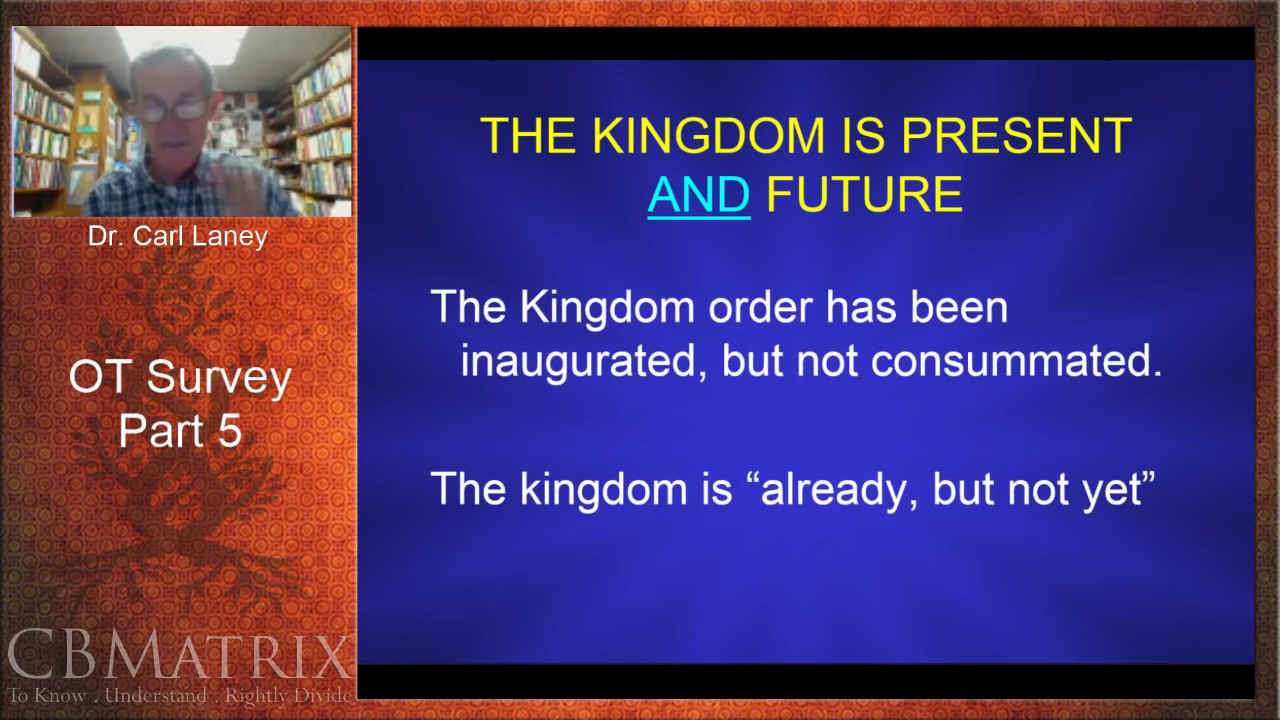 Dr. Carl Laney
OT Survey
Part 5
CBMATRIX
To Know . Understand . Rightly Divide
THE KINGDOM IS PRESENT
AND FUTURE
The Kingdom order has been
inaugurated, but not consummated.
The kingdom is “already, but not yet”